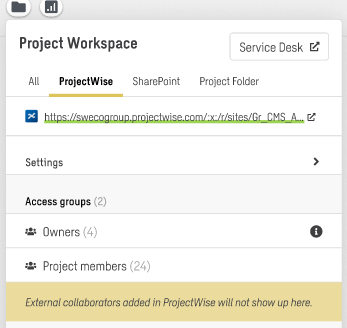 Project Workspace
Service Desk
All ProjectWise SharePoint Project Folder
https://swecogroup.projectwise.com/:x:/r/sites/Gr_CMS_A...
Settings
Access groups (2)
Owners (4)
Project members (24)
External collaborators added in ProjectWise will not show up here.